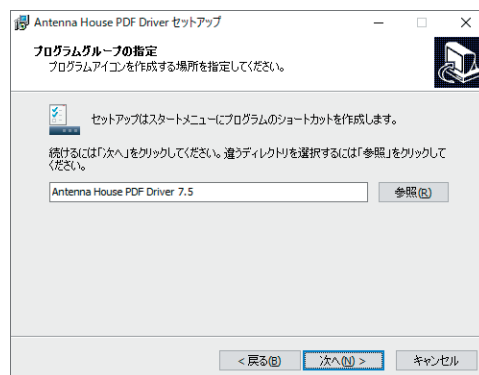 Antenna House PDF Driver セットアップ
プログラムグループの指定
プログラムアイコンを作成する場所を指定してください。
セットアップはスタートメニューにプログラムのショートカットを作成します。
続けるには「次へ」をクリックしてください。違うディレクトリを選択するには「参照」をクリックして
ください。
Antenna House PDF Driver 7.5
参照(R)
< 戻る(B)
次へ(N) >
キャンセル